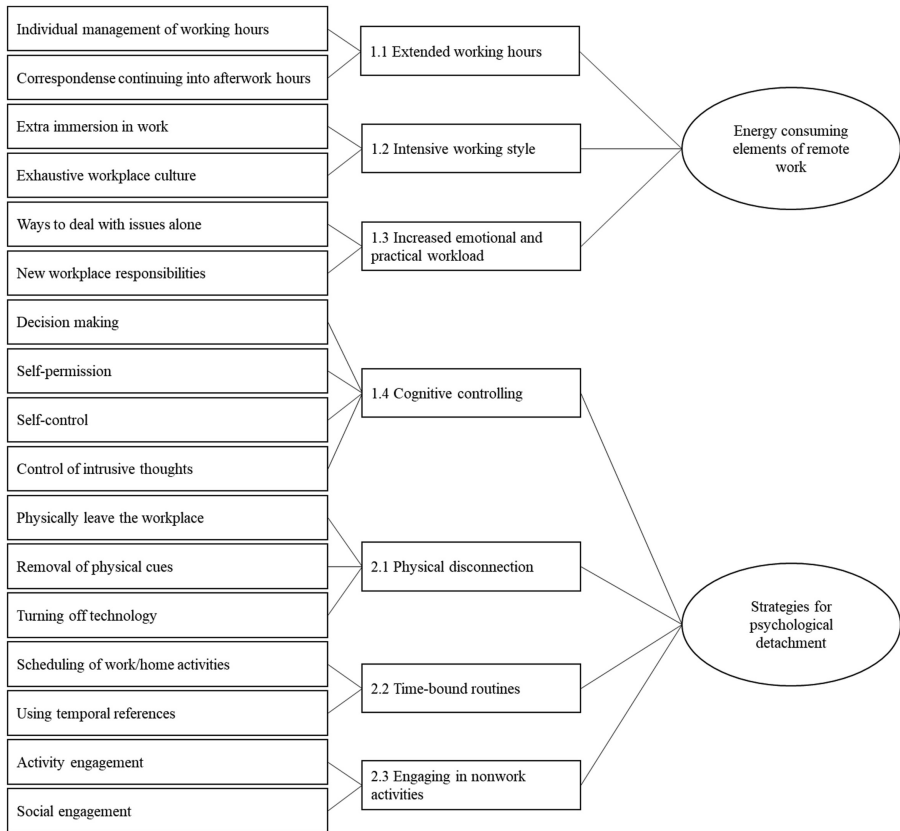 Individual management of working hours
Correspondense continuing into afterwork hours
Extra immersion in work
Exhaustive workplace culture
Ways to deal with issues alone
New workplace responsibilities
Decision making
Self-permission
Self-control
Control of intrusive thoughts
Physically leave the workplace
Removal of physical cues
Turning off technology
Scheduling of work/home activities
Using temporal references
Activity engagement
Social engagement
1.1 Extended working hours
1.2 Intensive working style
1.3 Increased emotional and
practical workload
1.4 Cognitive controlling
2.1 Physical disconnection
2.2 Time-bound routines
2.3 Engaging in nonwork
activities
Energy consuming
elements of remote
work
Strategies for
psychological
detachment